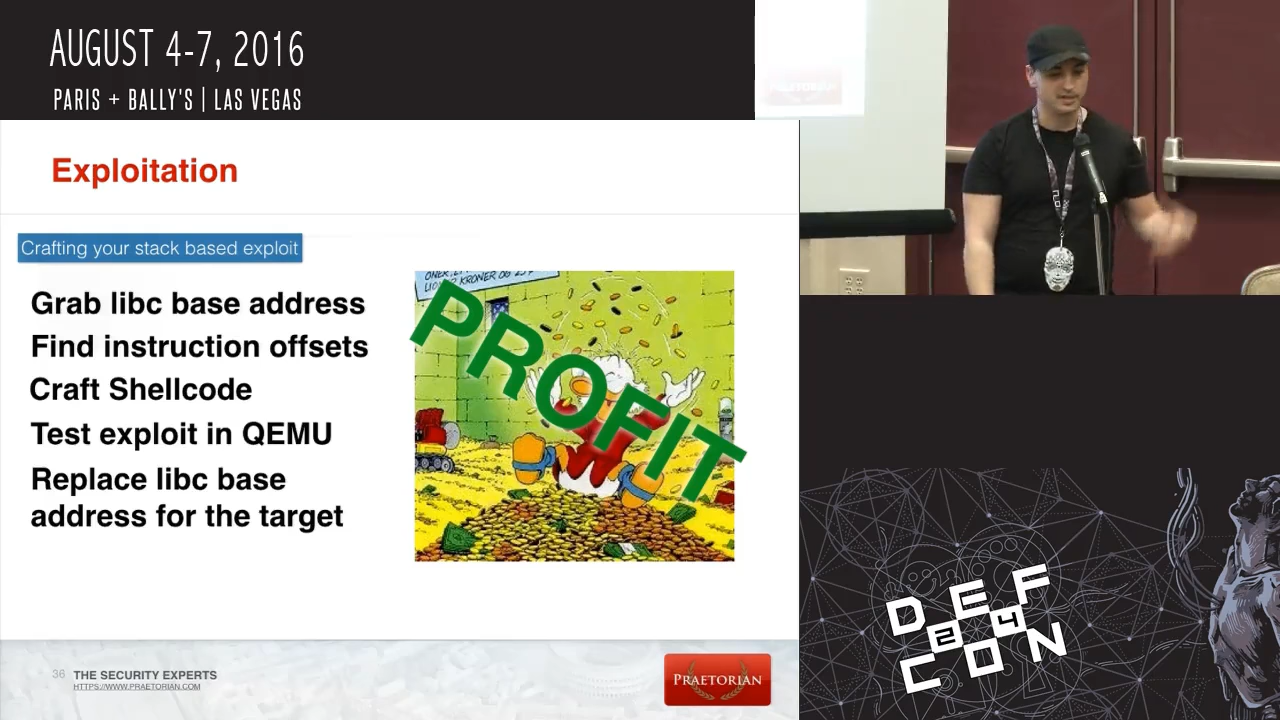 AUGUST 4-7, 2016
PARIS + BALLY'S | LAS VEGAS
Exploitation
Crafting your stack based exploit
Grab libc base address
Find instruction offsets
Craft Shellcode
Test exploit in QEMU
Replace libc base
address for the target
PROFIT
36 THE SECURITY EXPERTS
HTTPS://WWW.PRAETORIAN.COM
PRAETORIAN
DEF
24
CON